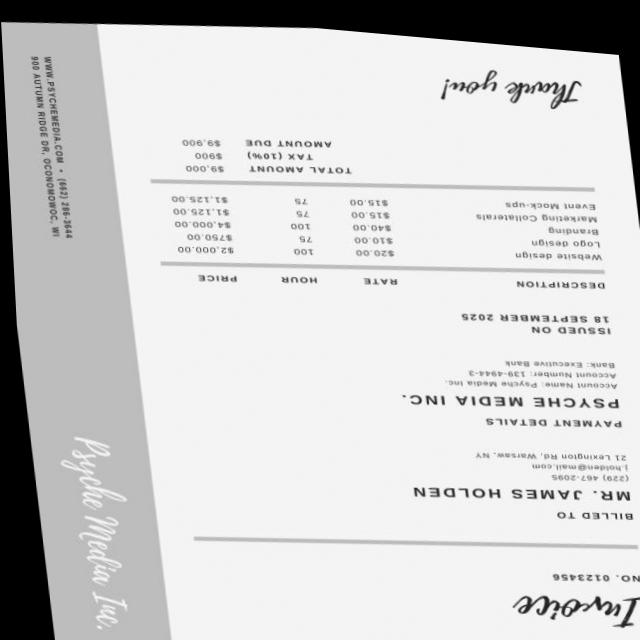 Invoice
NO. 0123456
BILLED TO
MR. JAMES HOLDEN
(229) 467-2095
j.holden@mail.com
21 Lexington Rd, Warsaw, NY
PAYMENT DETAILS
PSYCHE MEDIA INC.
Account Name: Psyche Media Inc.
Account Number: 139-4944-3
Bank: Executive Bank
ISSUED ON
18 SEPTEMBER 2025
DESCRIPTION RATE HOUR PRICE
Website design $20.00 100 $2,000.00
Logo design $10.00 75 $750.00
Branding $40.00 100 $4,000.00
Marketing Collaterals $15.00 75 $1,125.00
Event Mock-ups $15.00 75 $1,125.00
TOTAL AMOUNT $9,000
TAX (10%) $900
AMOUNT DUE $9,900
Thank you!
Psyche Media Inc.
WWW.PSYCHEMEDIA.COM • (662) 286-3644
900 AUTUMN RIDGE DR, OCONOMOWOC, WI